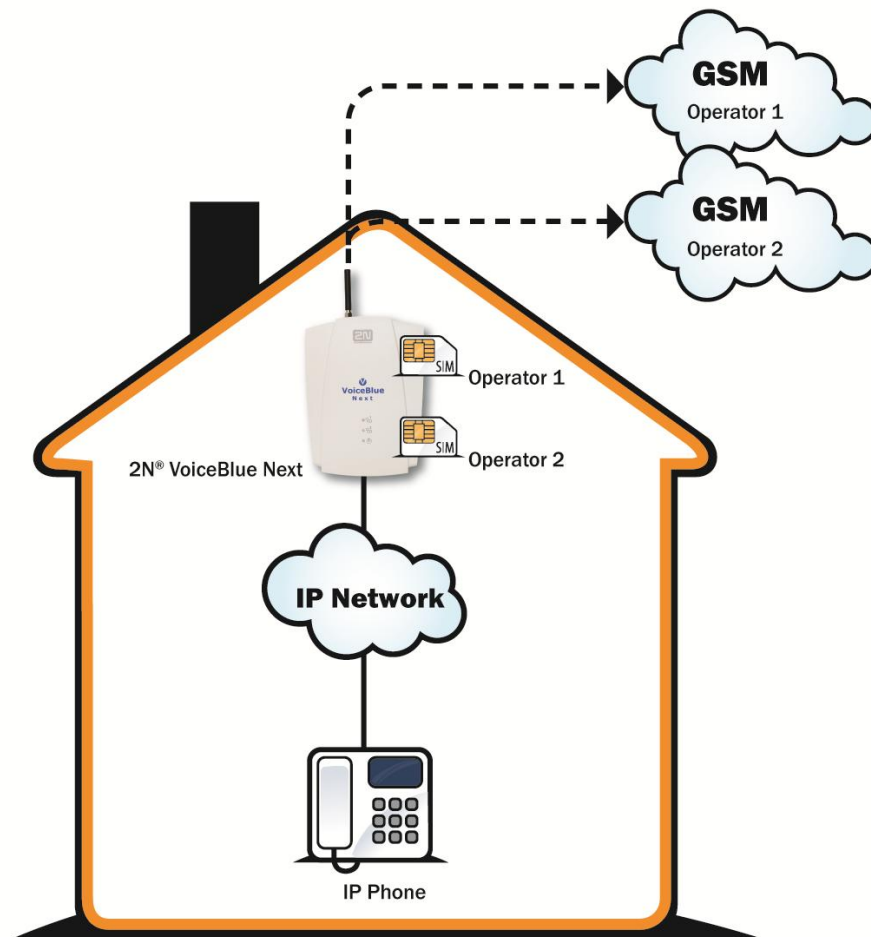 GSM
Operator 1
GSM
Operator 2
2N
VoiceBlue
Next
SIM
Operator 1
SIM
Operator 2
2N® VoiceBlue Next
IP Network
IP Phone